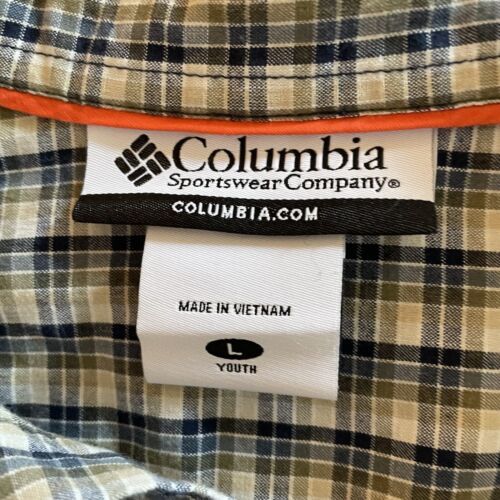 Columbia
Sportswear Company®
COLUMBIA.COM
MADE IN VIETNAM
L
YOUTH